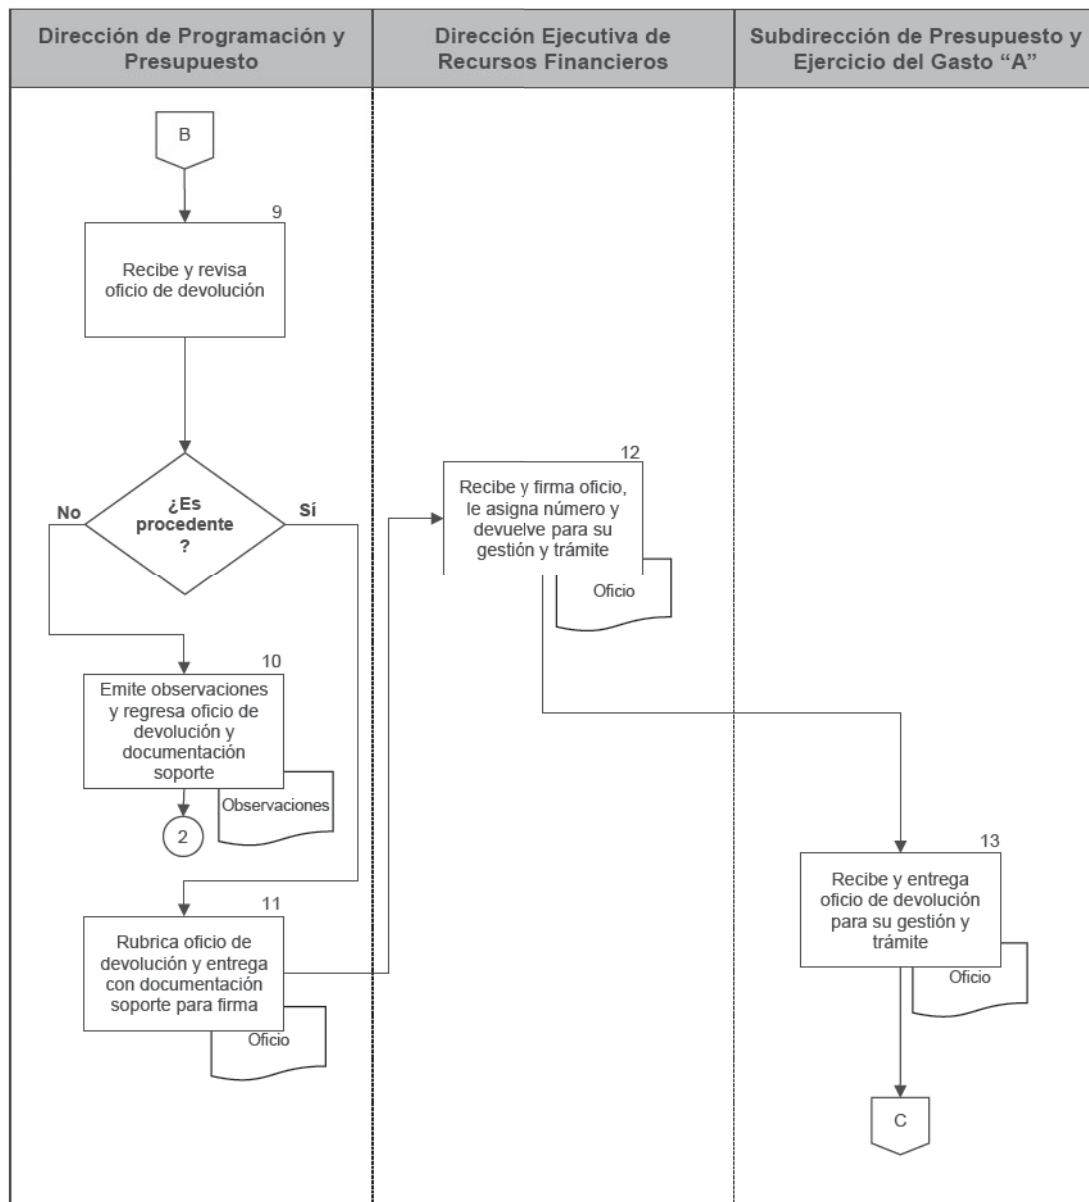 Dirección de Programación y
Presupuesto
Dirección Ejecutiva de
Recursos Financieros
Subdirección de Presupuesto y
Ejercicio del Gasto “A”
B
9
Recibe y revisa
oficio de devolución
¿Es
procedente
?
No
Sí
10
Emite observaciones
y regresa oficio de
devolución y
documentación
soporte
Observaciones
2
11
Rubrica oficio de
devolución y entrega
con documentación
soporte para firma
Oficio
12
Recibe y firma oficio,
le asigna número y
devuelve para su
gestión y trámite
Oficio
13
Recibe y entrega
oficio de devolución
para su gestión y
trámite
Oficio
C